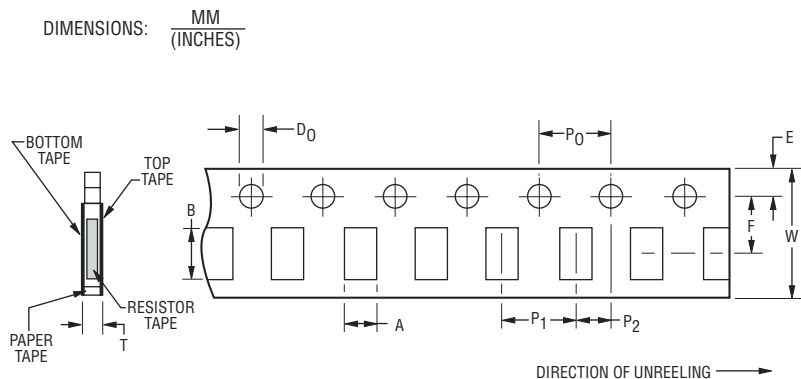 DIMENSIONS: MM
(INCHES)
D0
P0
E
BOTTOM
TAPE
TOP
TAPE
B
F
W
RESISTOR
TAPE
PAPER
TAPE
T
A
P1
P2
DIRECTION OF UNREELING